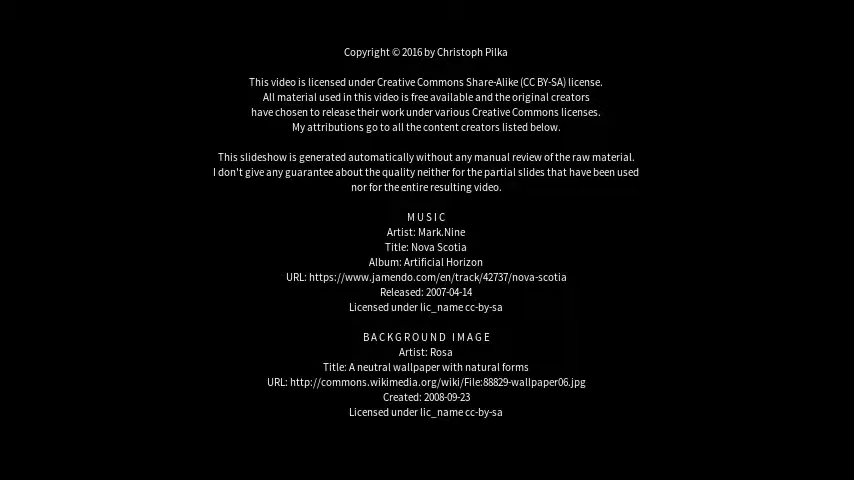 Copyright © 2016 by Christoph Pilka
This video is licensed under Creative Commons Share-Alike (CC BY-SA) license.
All material used in this video is free available and the original creators
have chosen to release their work under various Creative Commons licenses.
My attributions go to all the content creators listed below.
This slideshow is generated automatically without any manual review of the raw material.
I don't give any guarantee about the quality neither for the partial slides that have been used
nor for the entire resulting video.
M U S I C
Artist: Mark.Nine
Title: Nova Scotia
Album: Artificial Horizon
URL: https://www.jamendo.com/en/track/42737/nova-scotia
Released: 2007-04-14
Licensed under lic_name cc-by-sa
B A C K G R O U N D   I M A G E
Artist: Rosa
Title: A neutral wallpaper with natural forms
URL: http://commons.wikimedia.org/wiki/File:88829-wallpaper06.jpg
Created: 2008-09-23
Licensed under lic_name cc-by-sa